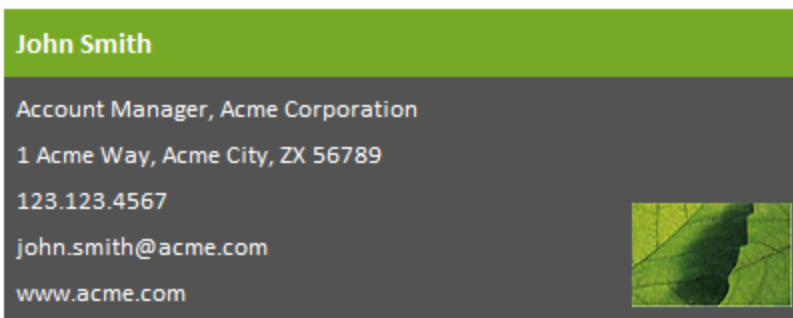 John Smith
Account Manager, Acme Corporation
1 Acme Way, Acme City, ZX 56789
123.123.4567
john.smith@acme.com
www.acme.com